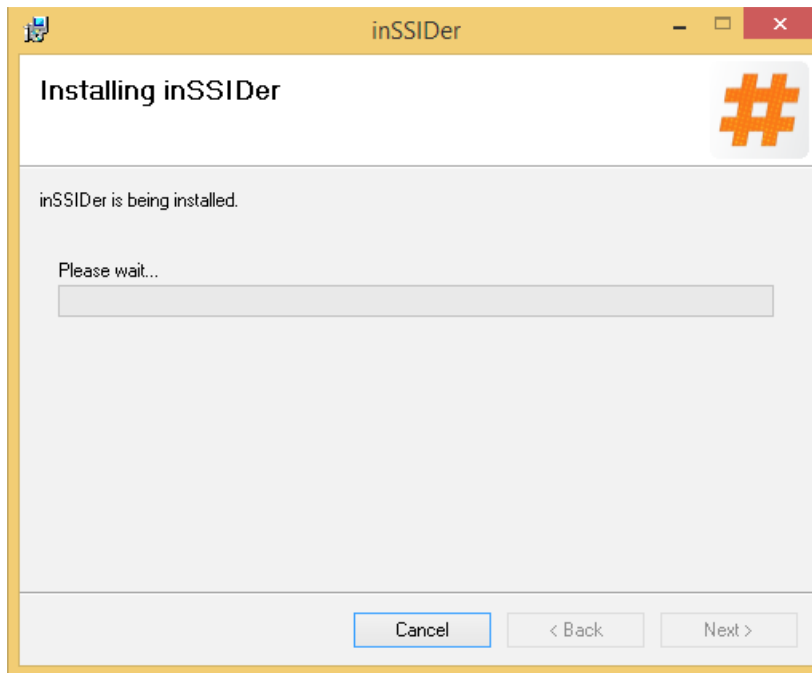 inSSIDer
Installing inSSIDer
inSSIDer is being installed.
Please wait...
Cancel
< Back
Next >